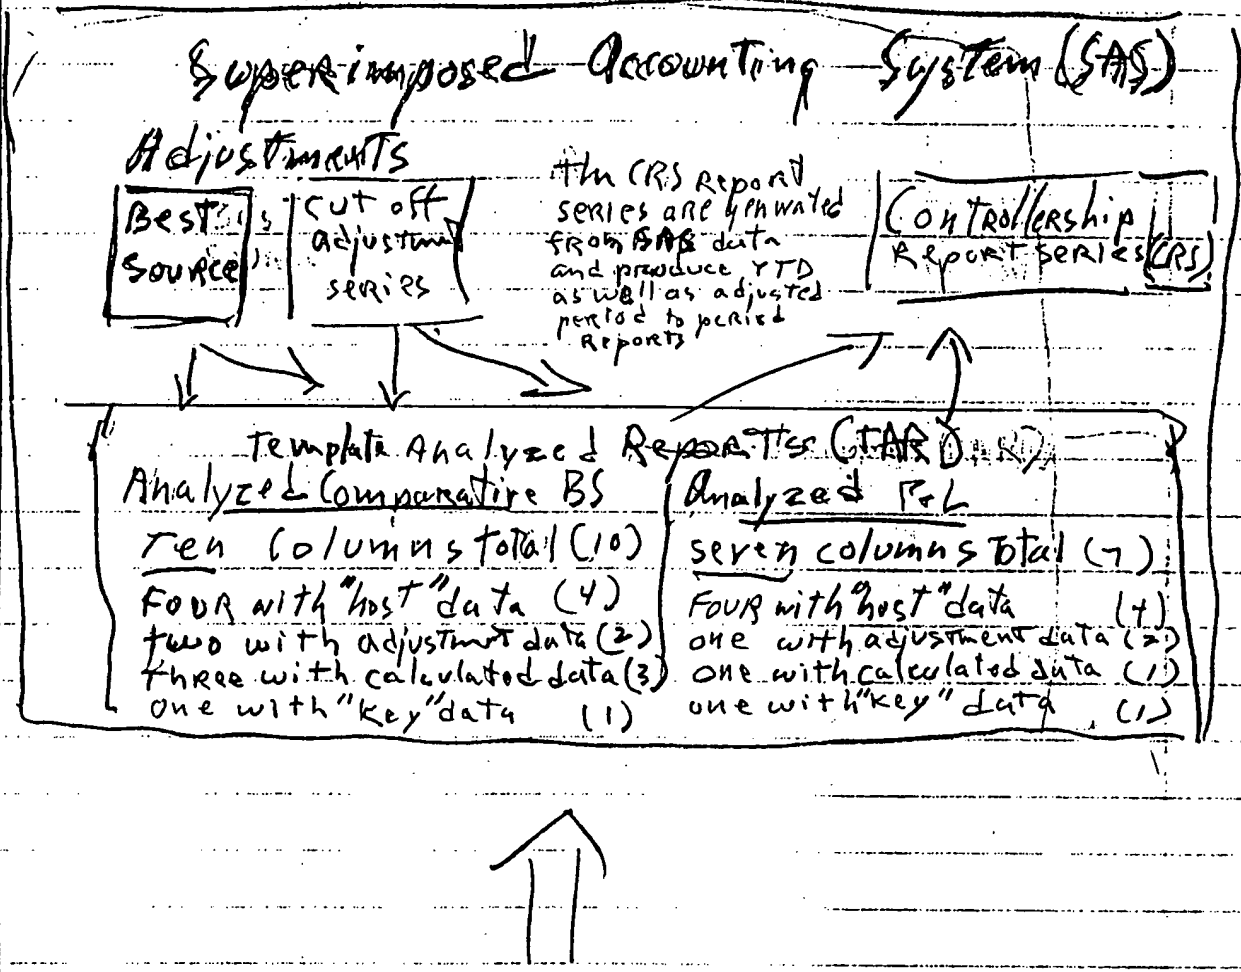 Superimposed Accounting System (SAS)
Adjustments
Best
source
cut off
adjustment
series
the CRS Report
series are generated
from SAS data
and produce YTD
as well as adjusted
period to period
Reports
Controllership
Report series (CRS)
Template Analyzed Reports (TAR)
Analyzed Comparative BS
Ten Columns total (10)
Four with "host" data (4)
two with adjustment data (2)
three with calculated data (3)
one with "key" data (1)
Analyzed P&L
seven columns Total (7)
Four with "host" data (4)
one with adjustment data
one with calculated data (1)
one with "key" data (1)